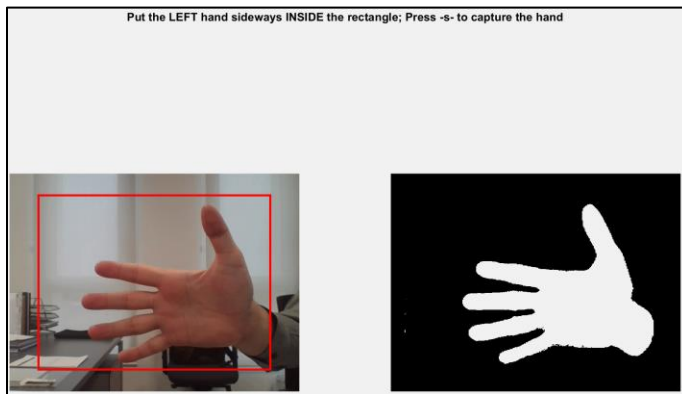 Put the LEFT hand sideways INSIDE the rectangle; Press -s- to capture the hand